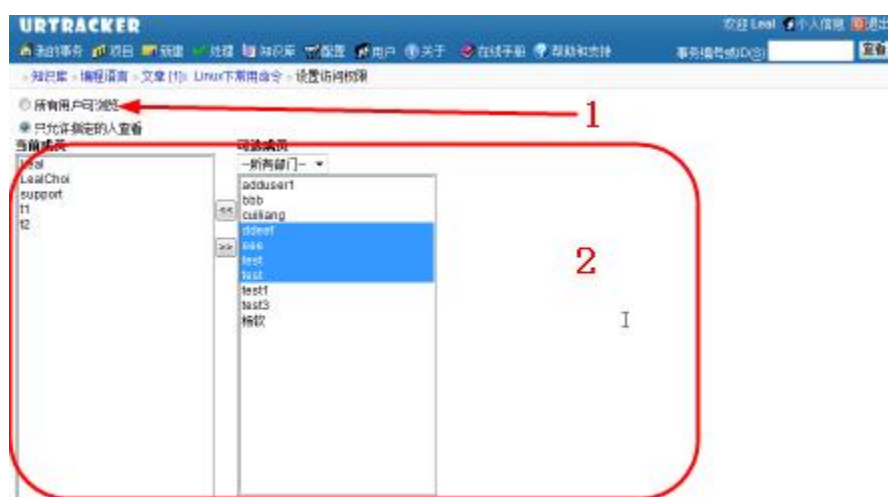 URTRACKER
欢迎 Leal 个人信息 退出
我的事务 项目 新建 处理 知识库 配置 用户 关于 在线手册 帮助和支持 事务编号或ID(S) 查看
知识库 编程语言 文章 [1]: Linux下常用命令 设置访问权限
所有用户可浏览
1
只允许指定的人查看
当前成员 可选成员
Leal
LealChoi
support
t1
t2
--所有部门--
adduser1
bbb
cuiliang
ddeef
eee
test
test
test1
test3
杨钦
<<
>>
2